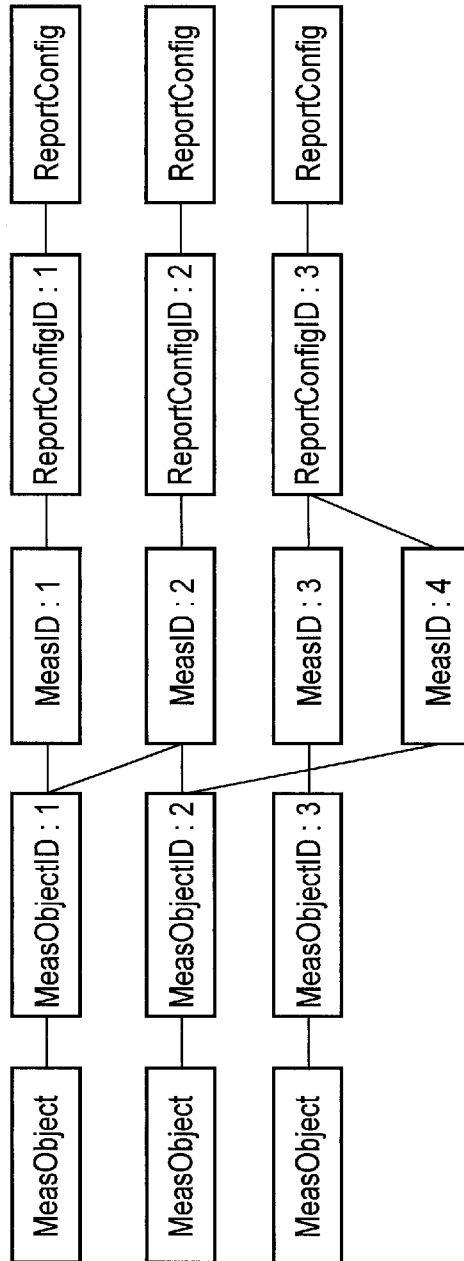 MeasObject
MeasObjectID : 1
MeasID : 1
ReportConfigID : 1
ReportConfig
MeasObject
MeasObjectID : 2
MeasID : 2
ReportConfigID : 2
ReportConfig
MeasObject
MeasObjectID : 3
MeasID : 3
ReportConfigID : 3
ReportConfig
MeasID : 4